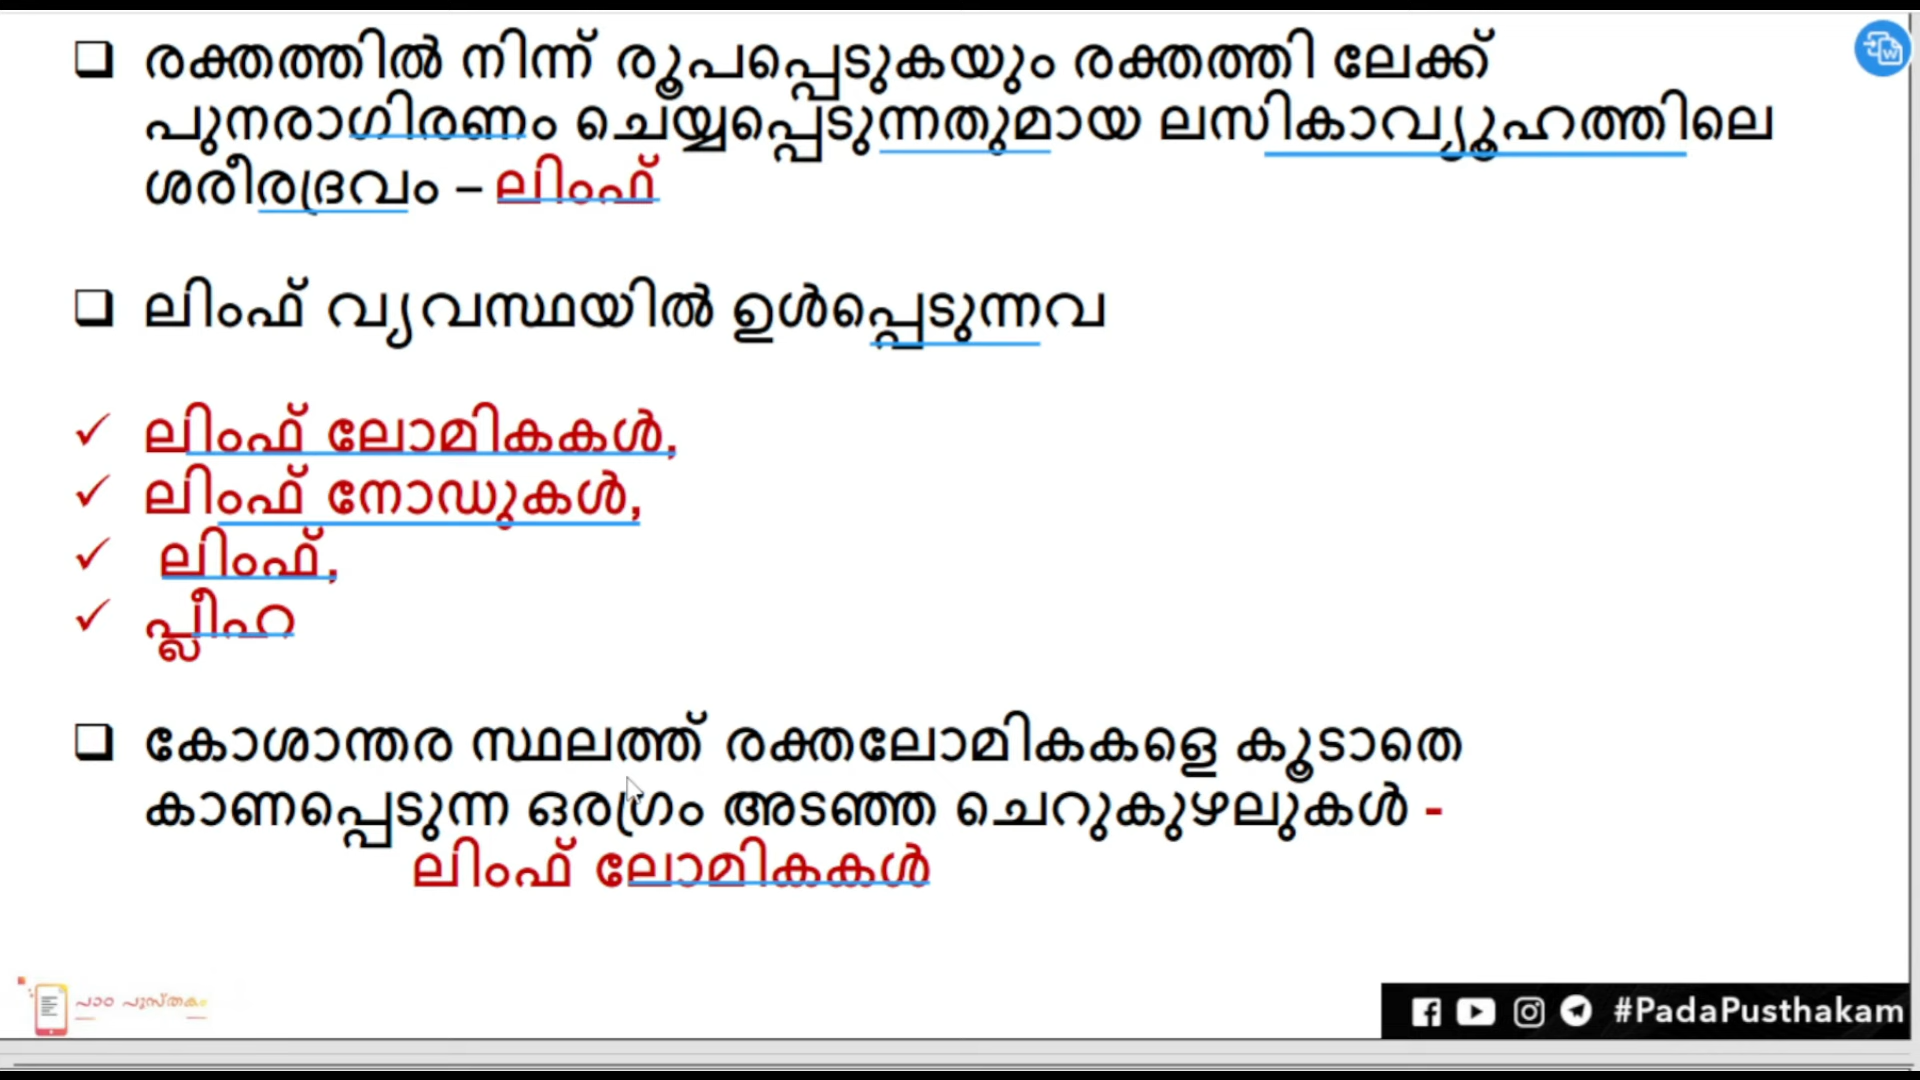 രക്തത്തിൽ നിന്ന് രൂപപ്പെടുകയും രക്തത്തി ലേക്ക്
പുനരാഗിരണം ചെയ്യപ്പെടുന്നതുമായ ലസികാവ്യൂഹത്തിലെ
ശരീരദ്രവം – ലിംഫ്
ലിംഫ് വ്യവസ്ഥയിൽ ഉൾപ്പെടുന്നവ
ലിംഫ് ലോമികകൾ,
ലിംഫ് നോഡുകൾ,
ലിംഫ്,
പ്ലീഹ
കോശാന്തര സ്ഥലത്ത് രക്തലോമികകളെ കൂടാതെ
കാണപ്പെടുന്ന ഒരഗ്രം അടഞ്ഞ ചെറുകുഴലുകൾ -
ലിംഫ് ലോമികകൾ
പാഠ പുസ്തകം
#PadaPusthakam